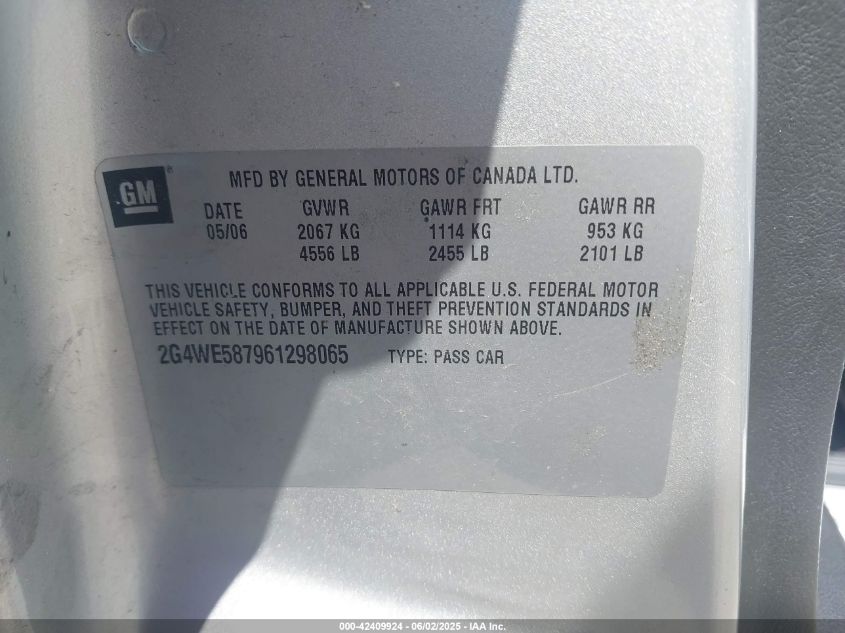 GM ®
MFD BY GENERAL MOTORS OF CANADA LTD.
DATE GVWR GAWR FRT GAWR RR
05/06 2067 KG 1114 KG 953 KG
4556 LB 2455 LB 2101 LB
THIS VEHICLE CONFORMS TO ALL APPLICABLE U.S. FEDERAL MOTOR
VEHICLE SAFETY, BUMPER, AND THEFT PREVENTION STANDARDS IN
EFFECT ON THE DATE OF MANUFACTURE SHOWN ABOVE.
2G4WE587961298065 TYPE: PASS CAR
000-42409924 | 06/02/2025 - IAA Inc.